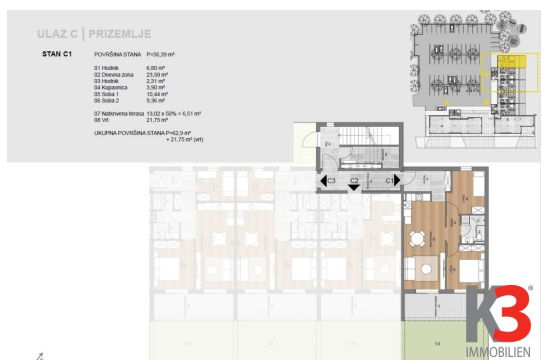 ULAZ C | PRIZEMLJE
STAN C1 POVRŠINA STANA P=56,39 m²
01 Hodnik 6,80 m²
02 Dnevna zona 23,58 m²
03 Hodnik 2,31 m²
04 Kupaonica 3,90 m²
05 Soba 1 10,44 m²
06 Soba 2 9,36 m²
07 Natkrivena terasa 13,02 x 50% = 6,51 m²
08 Vrt 21,75 m²
UKUPNA POVRŠINA STANA P=62,9 m²
+ 21,75 m² (vrt)
C3 C2 C1
K3®
IMMOBILIEN